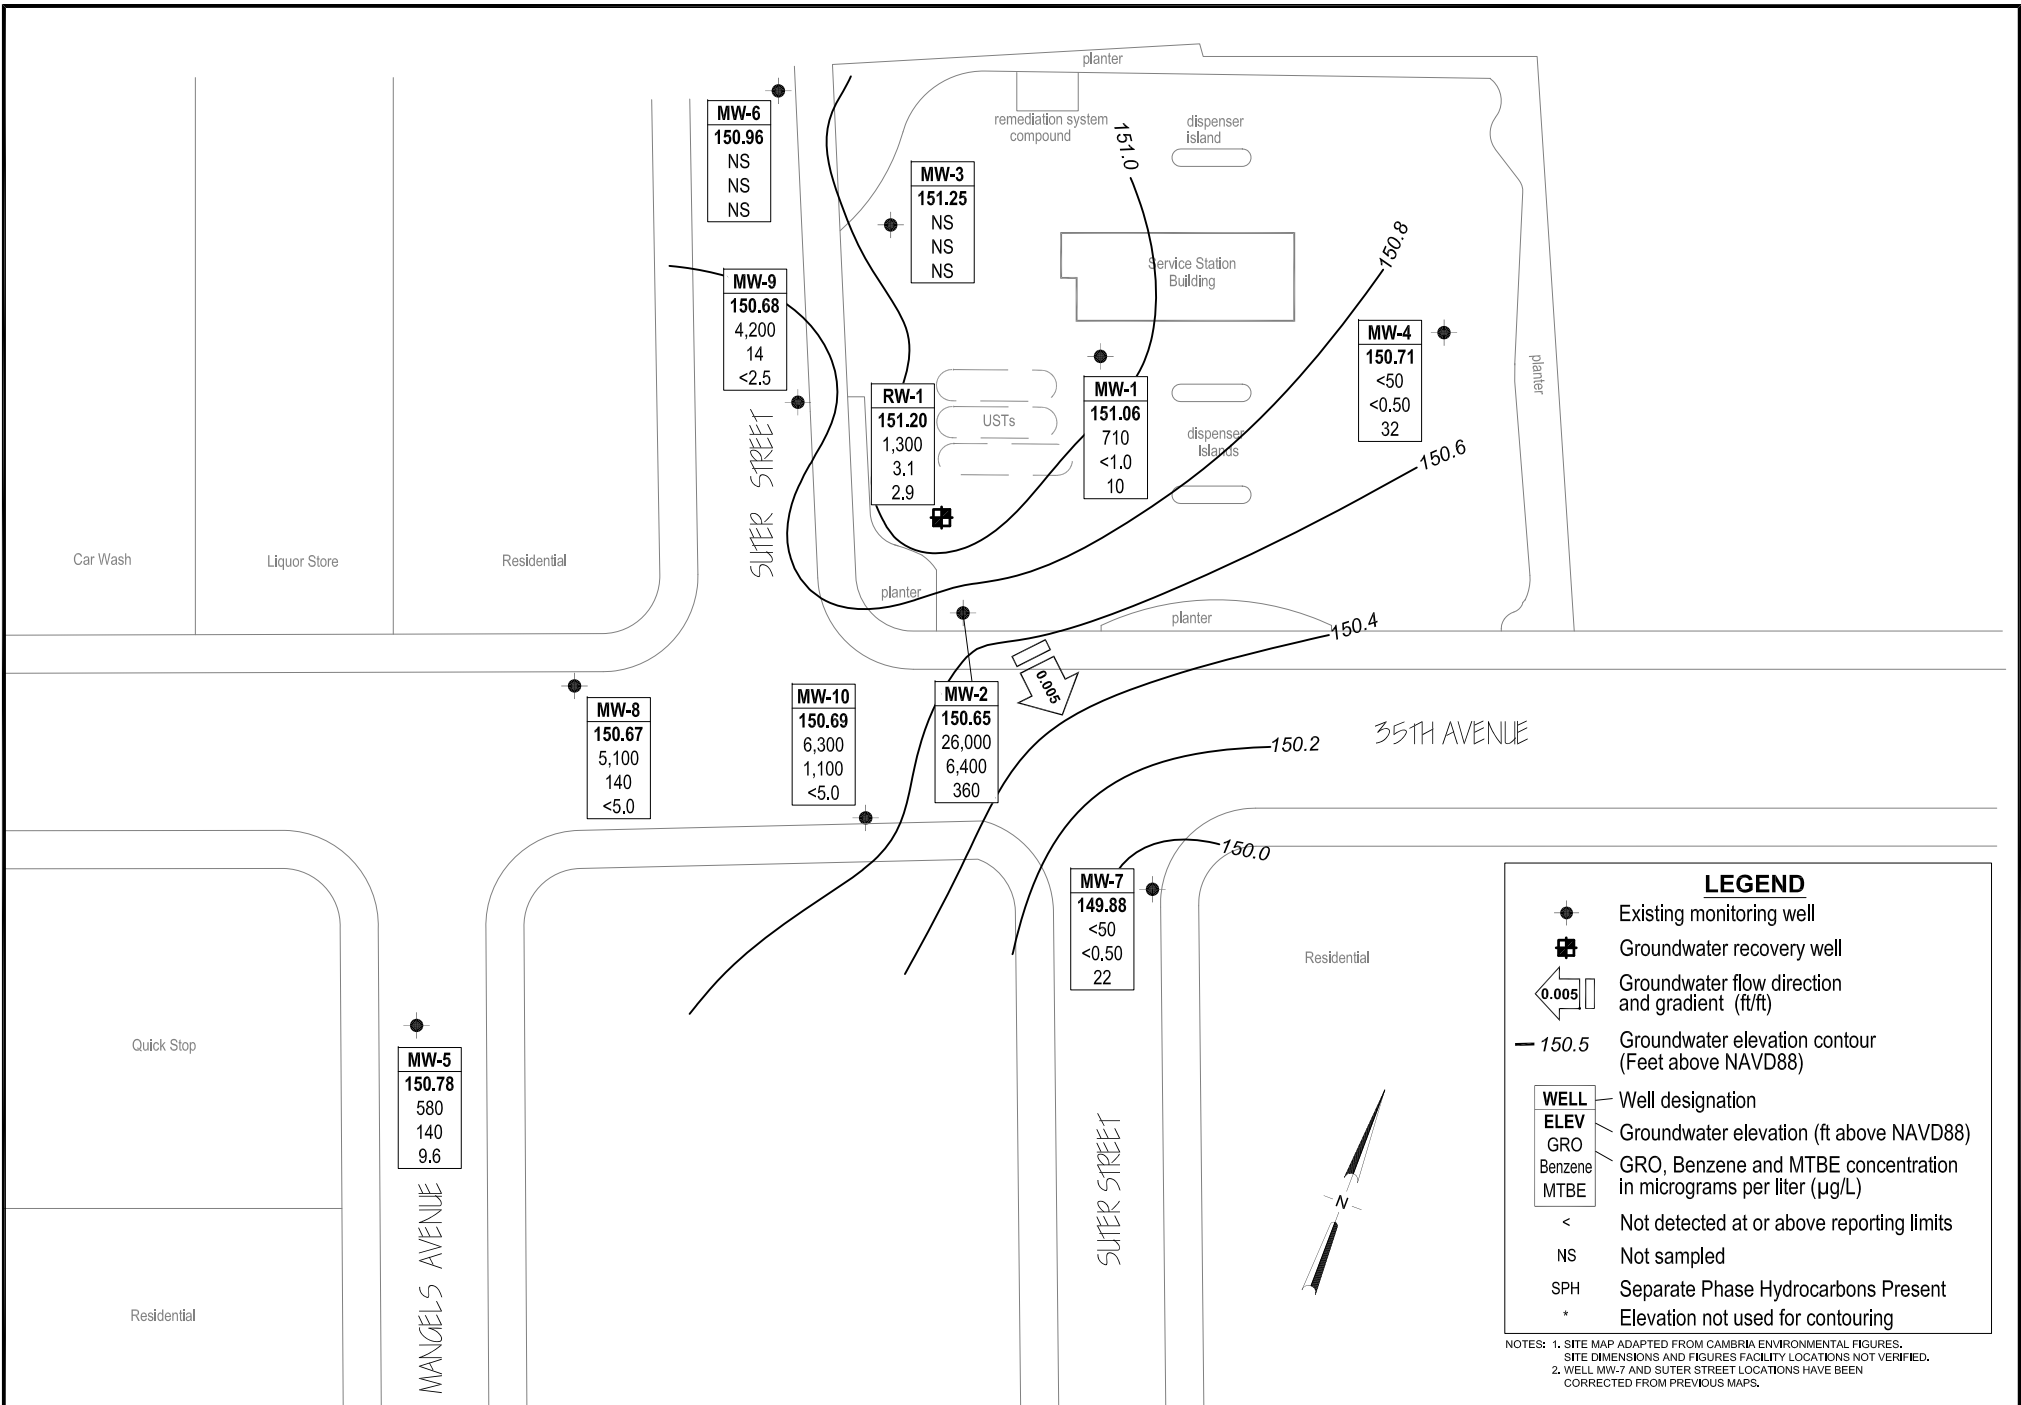 planter
remediation system
compound
dispenser
island
151.0
MW-6
150.96
NS
NS
NS
MW-3
151.25
NS
NS
NS
150.8
Service Station
Building
MW-9
150.68
4,200
14
<2.5
MW-4
150.71
<50
<0.50
32
planter
RW-1
151.20
1,300
3.1
2.9
USTs
MW-1
151.06
710
<1.0
10
dispenser
Islands
150.6
SUTER STREET
Car Wash
Liquor Store
Residential
planter
planter
150.4
0.005
MW-8
150.67
5,100
140
<5.0
MW-10
150.69
6,300
1,100
<5.0
MW-2
150.65
26,000
6,400
360
150.2
35TH AVENUE
150.0
MW-7
149.88
<50
<0.50
22
Residential
Quick Stop
MW-5
150.78
580
140
9.6
MANGELS AVENUE
SUTER STREET
N
Residential
LEGEND
Existing monitoring well
Groundwater recovery well
0.005
Groundwater flow direction
and gradient (ft/ft)
150.5
Groundwater elevation contour
(Feet above NAVD88)
WELL
Well designation
ELEV
Groundwater elevation (ft above NAVD88)
GRO
Benzene
MTBE
GRO, Benzene and MTBE concentration
in micrograms per liter (µg/L)
< Not detected at or above reporting limits
NS Not sampled
SPH Separate Phase Hydrocarbons Present
* Elevation not used for contouring
NOTES: 1. SITE MAP ADAPTED FROM CAMBRIA ENVIRONMENTAL FIGURES.
SITE DIMENSIONS AND FIGURES FACILITY LOCATIONS NOT VERIFIED.
2. WELL MW-7 AND SUTER STREET LOCATIONS HAVE BEEN
CORRECTED FROM PREVIOUS MAPS.